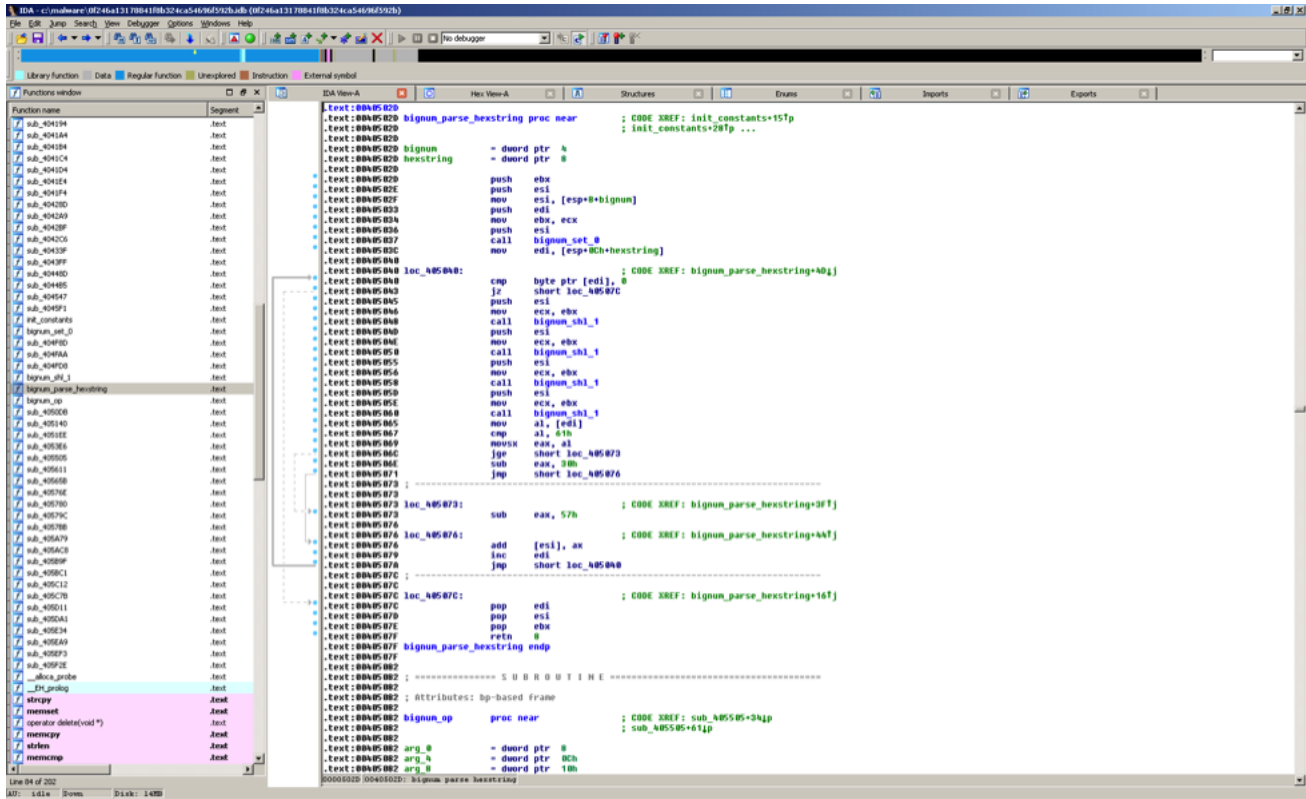 IDA - c:\malware\0f246a13178841f8b324ca54696f592b.idb (0f246a13178841f8b324ca54696f592b)
File Edit Jump Search View Debugger Options Windows Help
No debugger
Library function Data Regular function Unexplored Instruction External symbol
Functions window
IDA View-A Hex View-A Structures Enums Imports Exports
Function name Segment
sub_404194 .text
sub_4041A4 .text
sub_4041B4 .text
sub_4041C4 .text
sub_4041D4 .text
sub_4041E4 .text
sub_4041F4 .text
sub_40428D .text
sub_4042A9 .text
sub_4042BF .text
sub_4042C6 .text
sub_40433F .text
sub_4043FF .text
sub_40448D .text
sub_4044B5 .text
sub_404547 .text
sub_4045F1 .text
init_constants .text
bignum_set_0 .text
sub_404F8D .text
sub_404FAA .text
sub_404FD8 .text
bignum_shl_1 .text
bignum_parse_hexstring .text
bignum_op .text
sub_4050DB .text
sub_405140 .text
sub_4051EE .text
sub_4053E6 .text
sub_405505 .text
sub_405611 .text
sub_40565B .text
sub_40576E .text
sub_405780 .text
sub_40579C .text
sub_4057BB .text
sub_405A79 .text
sub_405AC8 .text
sub_405B9F .text
sub_405BC1 .text
sub_405C12 .text
sub_405C7B .text
sub_405D11 .text
sub_405DA1 .text
sub_405E34 .text
sub_405EA9 .text
sub_405EF3 .text
sub_405F2E .text
__alloca_probe .text
__EH_prolog .text
strcpy .text
memset .text
operator delete(void *) .text
memcpy .text
strlen .text
memcmp .text
Line 84 of 202
.text:0040502D
.text:0040502D bignum_parse_hexstring proc near ; CODE XREF: init_constants+15↑p
.text:0040502D ; init_constants+28↑p ...
.text:0040502D
.text:0040502D bignum = dword ptr 4
.text:0040502D hexstring = dword ptr 8
.text:0040502D
.text:0040502D push ebx
.text:0040502E push esi
.text:0040502F mov esi, [esp+8+bignum]
.text:00405033 push edi
.text:00405034 mov ebx, ecx
.text:00405036 push esi
.text:00405037 call bignum_set_0
.text:0040503C mov edi, [esp+0Ch+hexstring]
.text:00405040
.text:00405040 loc_405040: ; CODE XREF: bignum_parse_hexstring+4D↓j
.text:00405040 cmp byte ptr [edi], 0
.text:00405043 jz short loc_40507C
.text:00405045 push esi
.text:00405046 mov ecx, ebx
.text:00405048 call bignum_shl_1
.text:0040504D push esi
.text:0040504E mov ecx, ebx
.text:00405050 call bignum_shl_1
.text:00405055 push esi
.text:00405056 mov ecx, ebx
.text:00405058 call bignum_shl_1
.text:0040505D push esi
.text:0040505E mov ecx, ebx
.text:00405060 call bignum_shl_1
.text:00405065 mov al, [edi]
.text:00405067 cmp al, 61h
.text:00405069 movsx eax, al
.text:0040506C jge short loc_405073
.text:0040506E sub eax, 30h
.text:00405071 jmp short loc_405076
.text:00405073 ; ---------------------------------------------------------------------------
.text:00405073
.text:00405073 loc_405073: ; CODE XREF: bignum_parse_hexstring+3F↑j
.text:00405073 sub eax, 57h
.text:00405076
.text:00405076 loc_405076: ; CODE XREF: bignum_parse_hexstring+44↑j
.text:00405076 add [esi], ax
.text:00405079 inc edi
.text:0040507A jmp short loc_405040
.text:0040507C ; ---------------------------------------------------------------------------
.text:0040507C
.text:0040507C loc_40507C: ; CODE XREF: bignum_parse_hexstring+16↑j
.text:0040507C pop edi
.text:0040507D pop esi
.text:0040507E pop ebx
.text:0040507F retn 8
.text:0040507F bignum_parse_hexstring endp
.text:0040507F
.text:00405082
.text:00405082 ; =============== S U B R O U T I N E =======================================
.text:00405082
.text:00405082 ; Attributes: bp-based frame
.text:00405082
.text:00405082 bignum_op proc near ; CODE XREF: sub_405505+34↓p
.text:00405082 ; sub_405505+61↓p
.text:00405082
.text:00405082 arg_0 = dword ptr 8
.text:00405082 arg_4 = dword ptr 0Ch
.text:00405082 arg_8 = dword ptr 10h
0000502D 0040502D: bignum_parse_hexstring
AU: idle Down Disk: 14MB